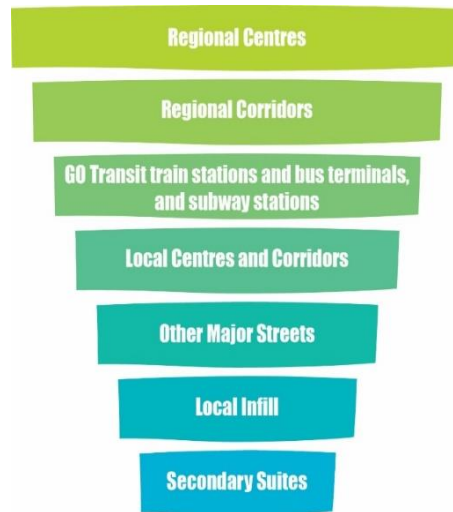 Regional Centres
Regional Corridors
GO Transit train stations and bus terminals,
and subway stations
Local Centres and Corridors
Other Major Streets
Local Infill
Secondary Suites